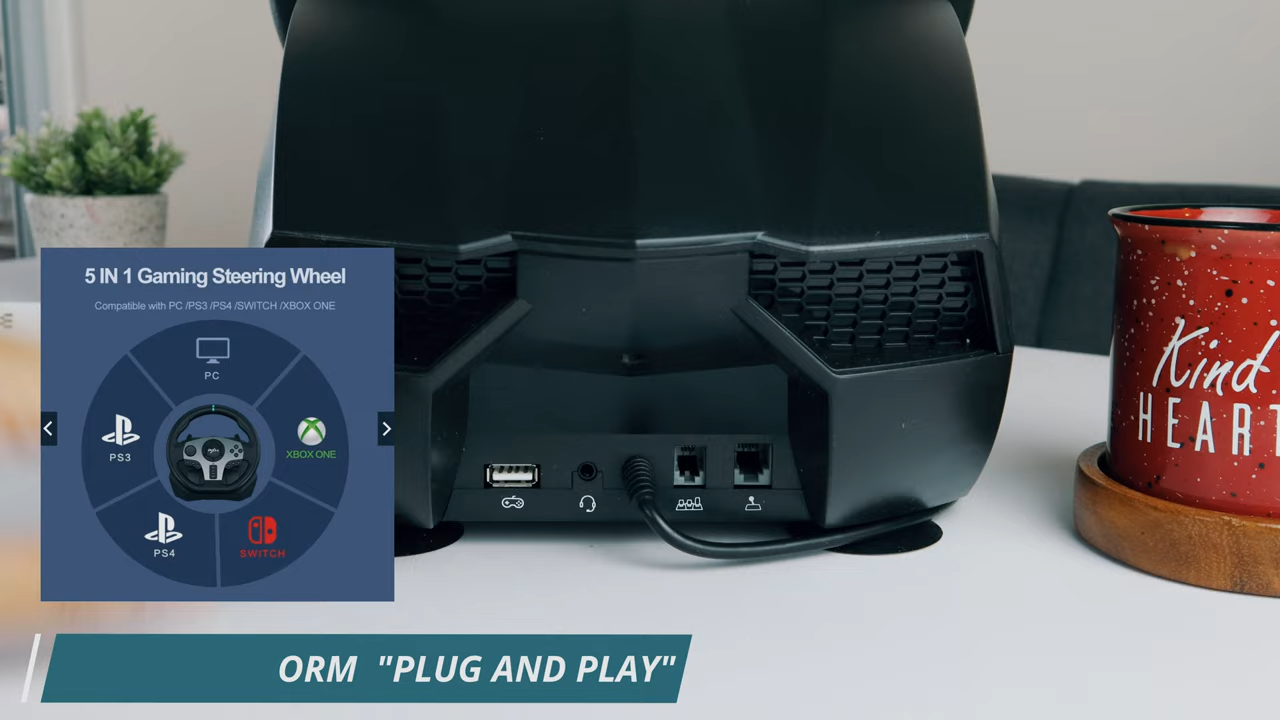 5 IN 1 Gaming Steering Wheel
Compatible with PC /PS3 /PS4 /SWITCH /XBOX ONE
PC
PS3
XBOX ONE
PS4
SWITCH
Kind
HEART
ORM "PLUG AND PLAY"